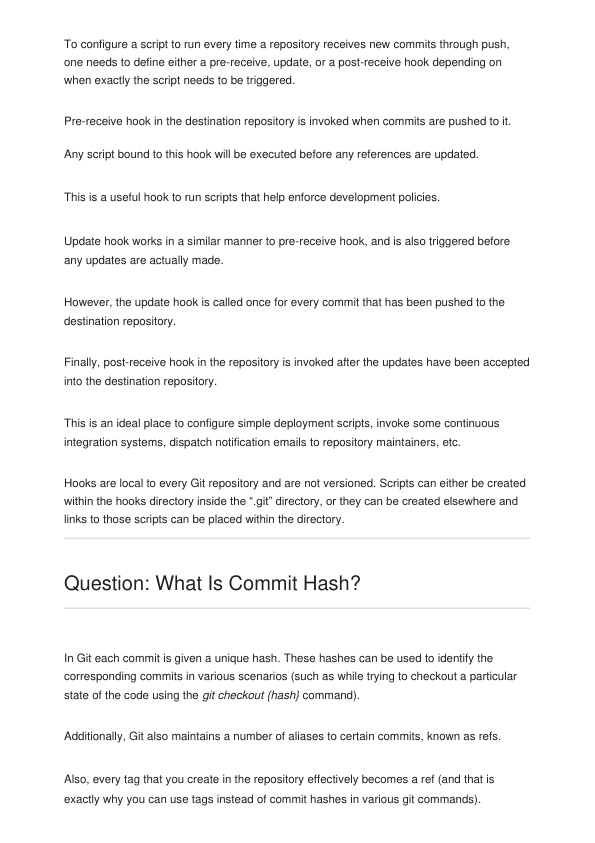 To configure a script to run every time a repository receives new commits through push,
one needs to define either a pre-receive, update, or a post-receive hook depending on
when exactly the script needs to be triggered.
Pre-receive hook in the destination repository is invoked when commits are pushed to it.
Any script bound to this hook will be executed before any references are updated.
This is a useful hook to run scripts that help enforce development policies.
Update hook works in a similar manner to pre-receive hook, and is also triggered before
any updates are actually made.
However, the update hook is called once for every commit that has been pushed to the
destination repository.
Finally, post-receive hook in the repository is invoked after the updates have been accepted
into the destination repository.
This is an ideal place to configure simple deployment scripts, invoke some continuous
integration systems, dispatch notification emails to repository maintainers, etc.
Hooks are local to every Git repository and are not versioned. Scripts can either be created
within the hooks directory inside the “.git” directory, or they can be created elsewhere and
links to those scripts can be placed within the directory.
Question: What Is Commit Hash?
In Git each commit is given a unique hash. These hashes can be used to identify the
corresponding commits in various scenarios (such as while trying to checkout a particular
state of the code using the git checkout {hash} command).
Additionally, Git also maintains a number of aliases to certain commits, known as refs.
Also, every tag that you create in the repository effectively becomes a ref (and that is
exactly why you can use tags instead of commit hashes in various git commands).